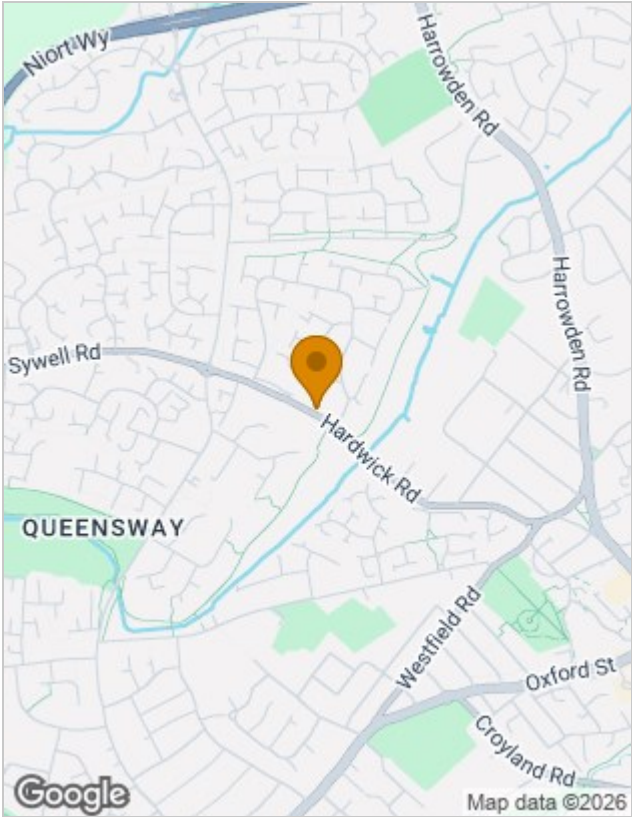 Niort Wy
Harrowden Rd
Harrowden Rd
Sywell Rd
Hardwick Rd
QUEENSWAY
Westfield Rd
Oxford St
Croyland Rd
Google
Map data ©2026